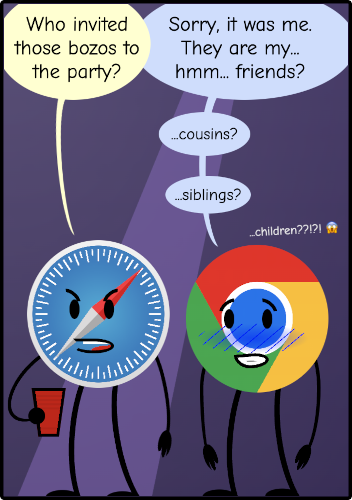 Who invited
those bozos to
the party?
Sorry, it was me.
They are my...
hmm... friends?
...cousins?
...siblings?
...children??!?! 😱